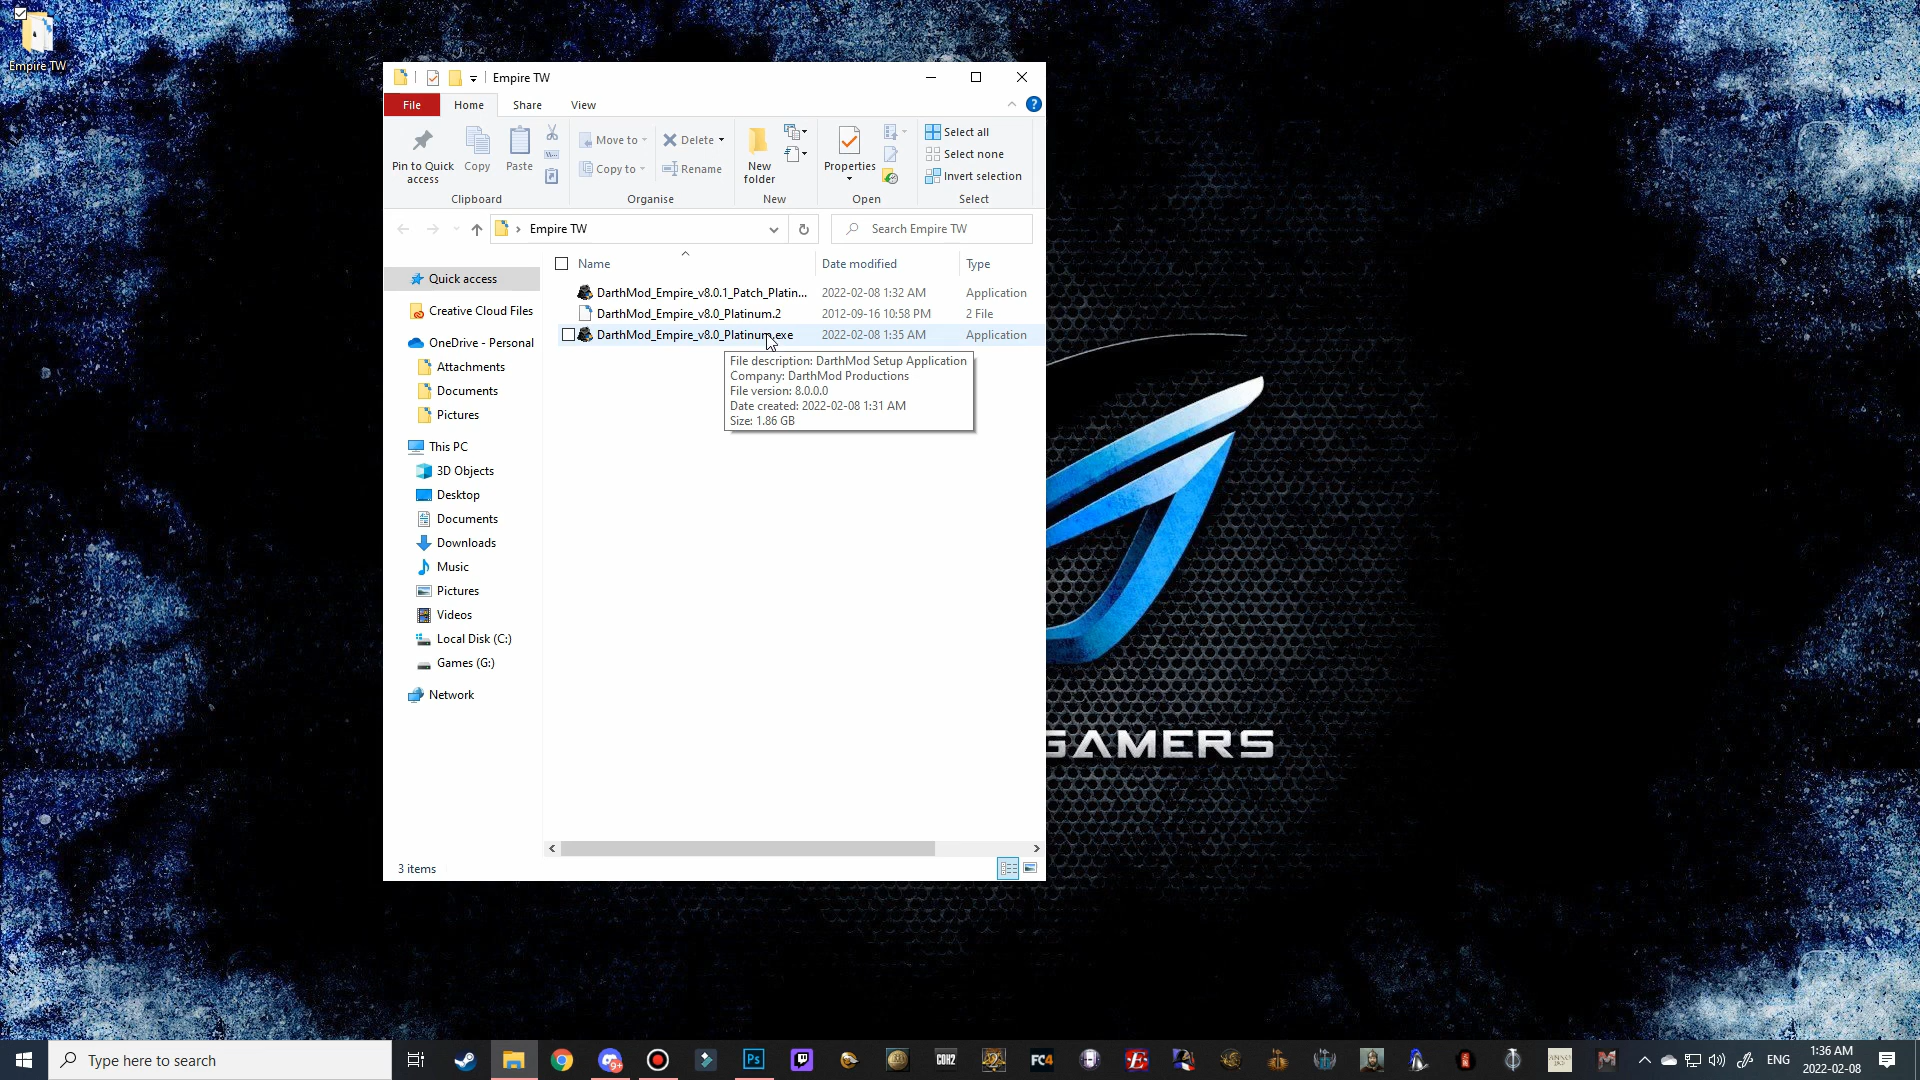 Empire TW
Empire TW
File
Home
Share
View
Pin to Quick access
Copy
Paste
Move to
Copy to
Delete
Rename
New folder
Properties
Select all
Select none
Invert selection
Clipboard
Organise
New
Open
Select
Empire TW
Search Empire TW
Name
Date modified
Type
DarthMod_Empire_v8.0.1_Patch_Platin... 2022-02-08 1:32 AM Application
DarthMod_Empire_v8.0_Platinum.2 2012-09-16 10:58 PM 2 File
DarthMod_Empire_v8.0_Platinum.exe 2022-02-08 1:35 AM Application
File description: DarthMod Setup Application
Company: DarthMod Productions
File version: 8.0.0.0
Date created: 2022-02-08 1:31 AM
Size: 1.86 GB
Quick access
Creative Cloud Files
OneDrive - Personal
Attachments
Documents
Pictures
This PC
3D Objects
Desktop
Documents
Downloads
Music
Pictures
Videos
Local Disk (C:)
Games (G:)
Network
3 items
GAMERS
Type here to search
9+
Ps
COH2
FC4
E
ENG
1:36 AM
2022-02-08